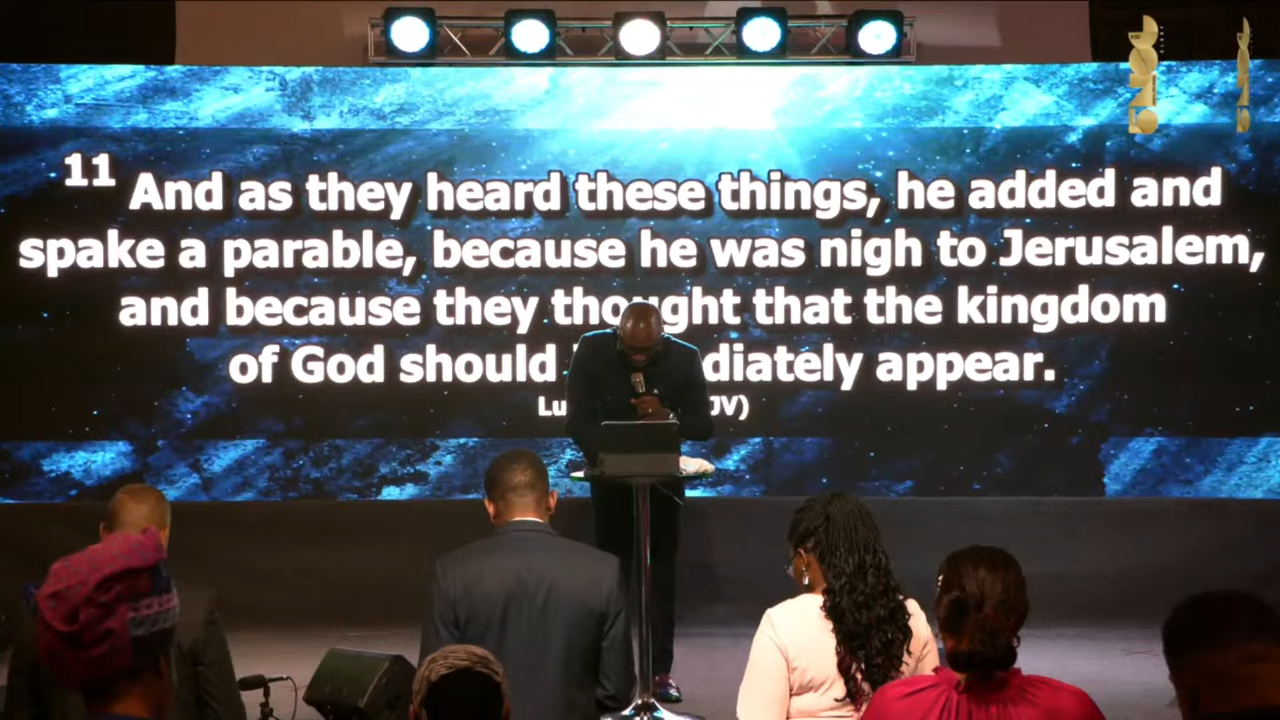 11 And as they heard these things, he added and
spake a parable, because he was nigh to Jerusalem,
and because they thought that the kingdom
of God should diately appear.
Lu JV)